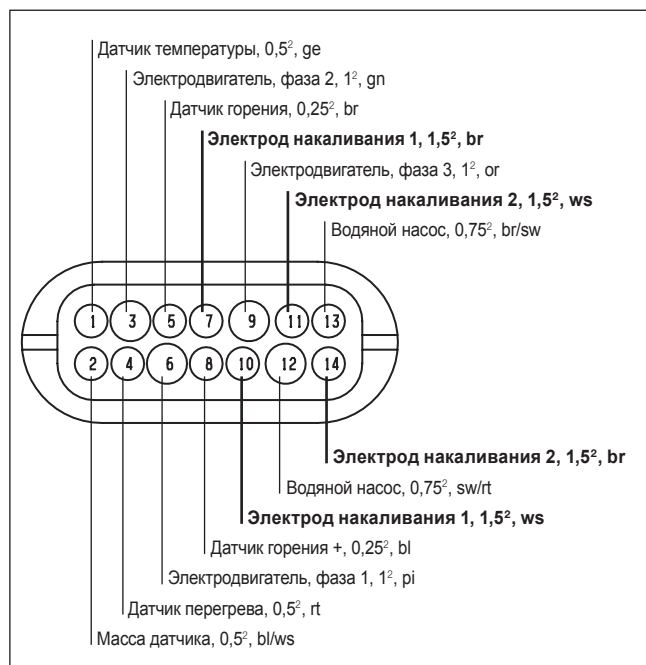 Датчик температуры, 0,5², ge
Электродвигатель, фаза 2, 1², gn
Датчик горения, 0,25², br
Электрод накаливания 1, 1,5², br
Электродвигатель, фаза 3, 1², or
Электрод накаливания 2, 1,5², ws
Водяной насос, 0,75², br/sw
1 3 5 7 9 11 13
2 4 6 8 10 12 14
Электрод накаливания 2, 1,5², br
Водяной насос, 0,75², sw/rt
Электрод накаливания 1, 1,5², ws
Датчик горения +, 0,25², bl
Электродвигатель, фаза 1, 1², pi
Датчик перегрева, 0,5², rt
Масса датчика, 0,5², bl/ws